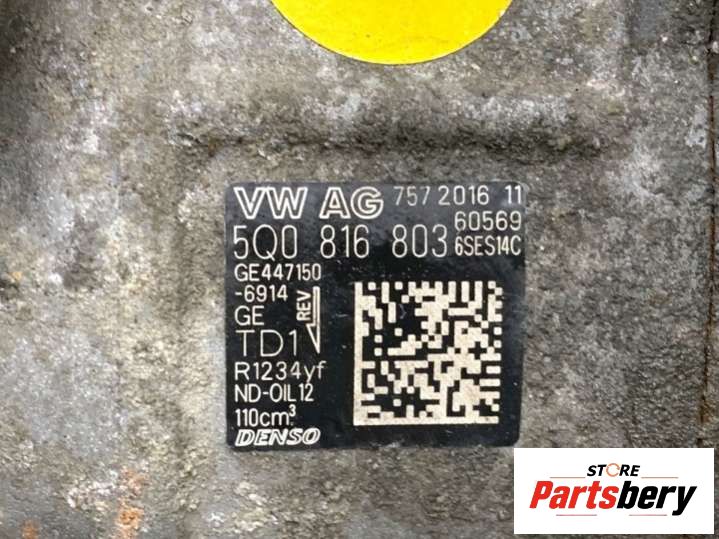 VW AG 757 2016 11
60569
5Q0 816 803 6SES14C
GE447150
-6914
GE
REV
TD1
R1234yf
ND-OIL12
110cm³
DENSO
STORE
Partsbery